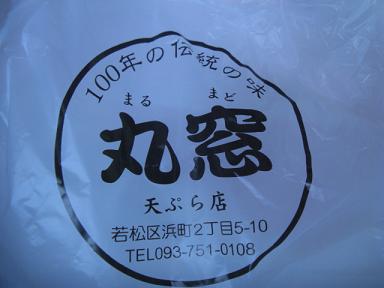 100年の伝統の味
まる まど
丸窓
天ぷら店
若松区浜町2丁目5-10
TEL093-751-0108